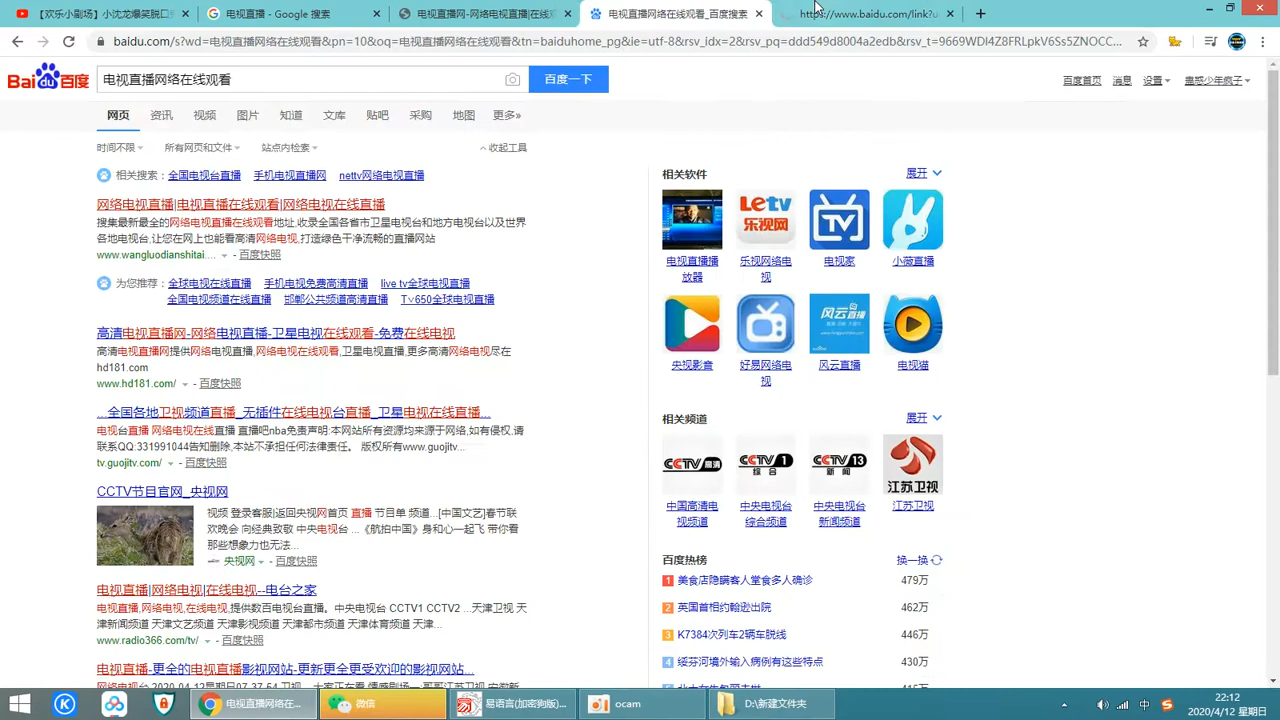 【欢乐小剧场】小沈龙爆笑脱口
电视直播 - Google 搜索
电视直播网-网络电视直播|在线
电视直播网络在线观看_百度搜索
https://www.baidu.com/link?u
baidu.com/s?wd=电视直播网络在线观看&pn=10&oq=电视直播网络在线观看&tn=baiduhome_pg&ie=utf-8&rsv_idx=2&rsv_pq=ddd549d8004a2edb&rsv_t=9669WDI4Z8FRLpkV6Ss5ZNOCC...
Bai du 百度
电视直播网络在线观看
百度一下
百度首页 消息 设置 蛊惑少年疯子
网页 资讯 视频 图片 知道 文库 贴吧 采购 地图 更多»
时间不限 所有网页和文件 站点内检索 收起工具
相关搜索: 全国电视台直播 手机电视直播网 nettv网络电视直播
网络电视直播|电视直播在线观看|网络电视在线直播
搜集最新最全的网络电视直播在线观看地址,收录全国各省市卫星电视台和地方电视台以及世界
各地电视台,让您在网上也能看高清网络电视,打造绿色干净流畅的直播网站
www.wangluodianshitai.... - 百度快照
为您推荐: 全球电视在线直播 手机电视免费高清直播 live tv全球电视直播
全国电视频道在线直播 邯郸公共频道高清直播 TV650全球电视直播
高清电视直播网-网络电视直播-卫星电视在线观看-免费在线电视
高清电视直播网提供网络电视直播,网络电视在线观看,卫星电视直播,更多高清网络电视尽在
hd181.com
www.hd181.com/ - 百度快照
...全国各地卫视频道直播_无插件在线电视台直播_卫星电视在线直播...
电视台直播 网络电视在线直播 直播吧nba免责声明:本网站所有资源均来源于网络,如有侵权,请
联系QQ:331991044告知删除,本站不承担任何法律责任。 版权所有www.guojitv...
tv.guojitv.com/ - 百度快照
CCTV节目官网_央视网
登录 登录客服|返回央视网首页 直播 节目单 频道...[中国文艺]春节联
欢晚会 向经典致敬 中央电视台 ...《航拍中国》身和心一起飞 带你看
那些想象力也无法...
央视网 - 百度快照
电视直播|网络电视|在线电视--电台之家
电视直播,网络电视,在线电视,提供数百电视台直播。中央电视台 CCTV1 CCTV2 ...天津卫视 天
津新闻频道 天津文艺频道 天津影视频道 天津都市频道 天津体育频道 天津...
www.radio366.com/tv/ - 百度快照
电视直播-更全的电视直播影视网站-更新更全更受欢迎的影视网站...
相关软件 展开
Letv
乐视网
TV
电视直播播放器
乐视网络电视
电视家
小薇直播
风云直播
央视影音
好易网络电视
风云直播
电视猫
相关频道 展开
CCTV 高清
CCTV 1 综合
CCTV 13 新闻
江苏卫视
中国高清电视频道
中央电视台综合频道
中央电视台新闻频道
江苏卫视
百度热榜 换一换
1 美食店隐瞒客人堂食多人确诊 479万
2 英国首相约翰逊出院 462万
3 K7384次列车2辆车脱线 446万
4 绥芬河境外输入病例有这些特点 430万
电视直播网络在... 微信 易语言(加密狗版)... ocam D:\新建文件夹
中
22:12
2020/4/12 星期日